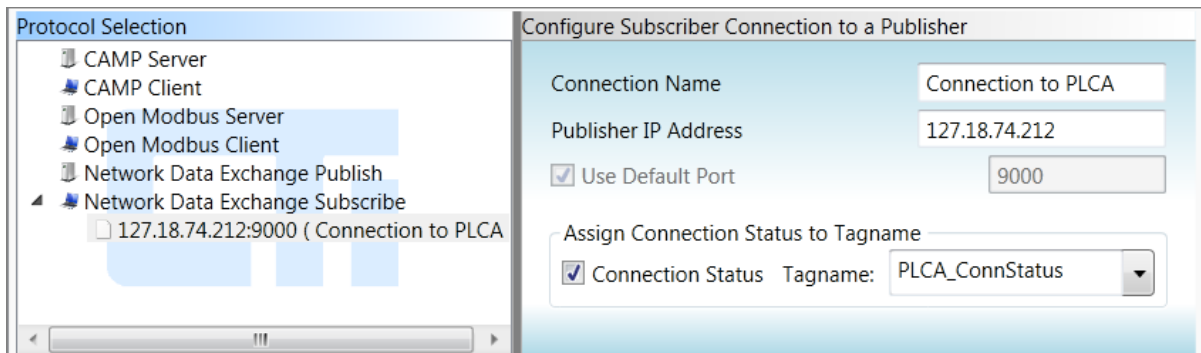 Protocol Selection
CAMP Server
CAMP Client
Open Modbus Server
Open Modbus Client
Network Data Exchange Publish
Network Data Exchange Subscribe
127.18.74.212:9000 ( Connection to PLCA
Configure Subscriber Connection to a Publisher
Connection Name Connection to PLCA
Publisher IP Address 127.18.74.212
Use Default Port 9000
Assign Connection Status to Tagname
Connection Status Tagname: PLCA_ConnStatus